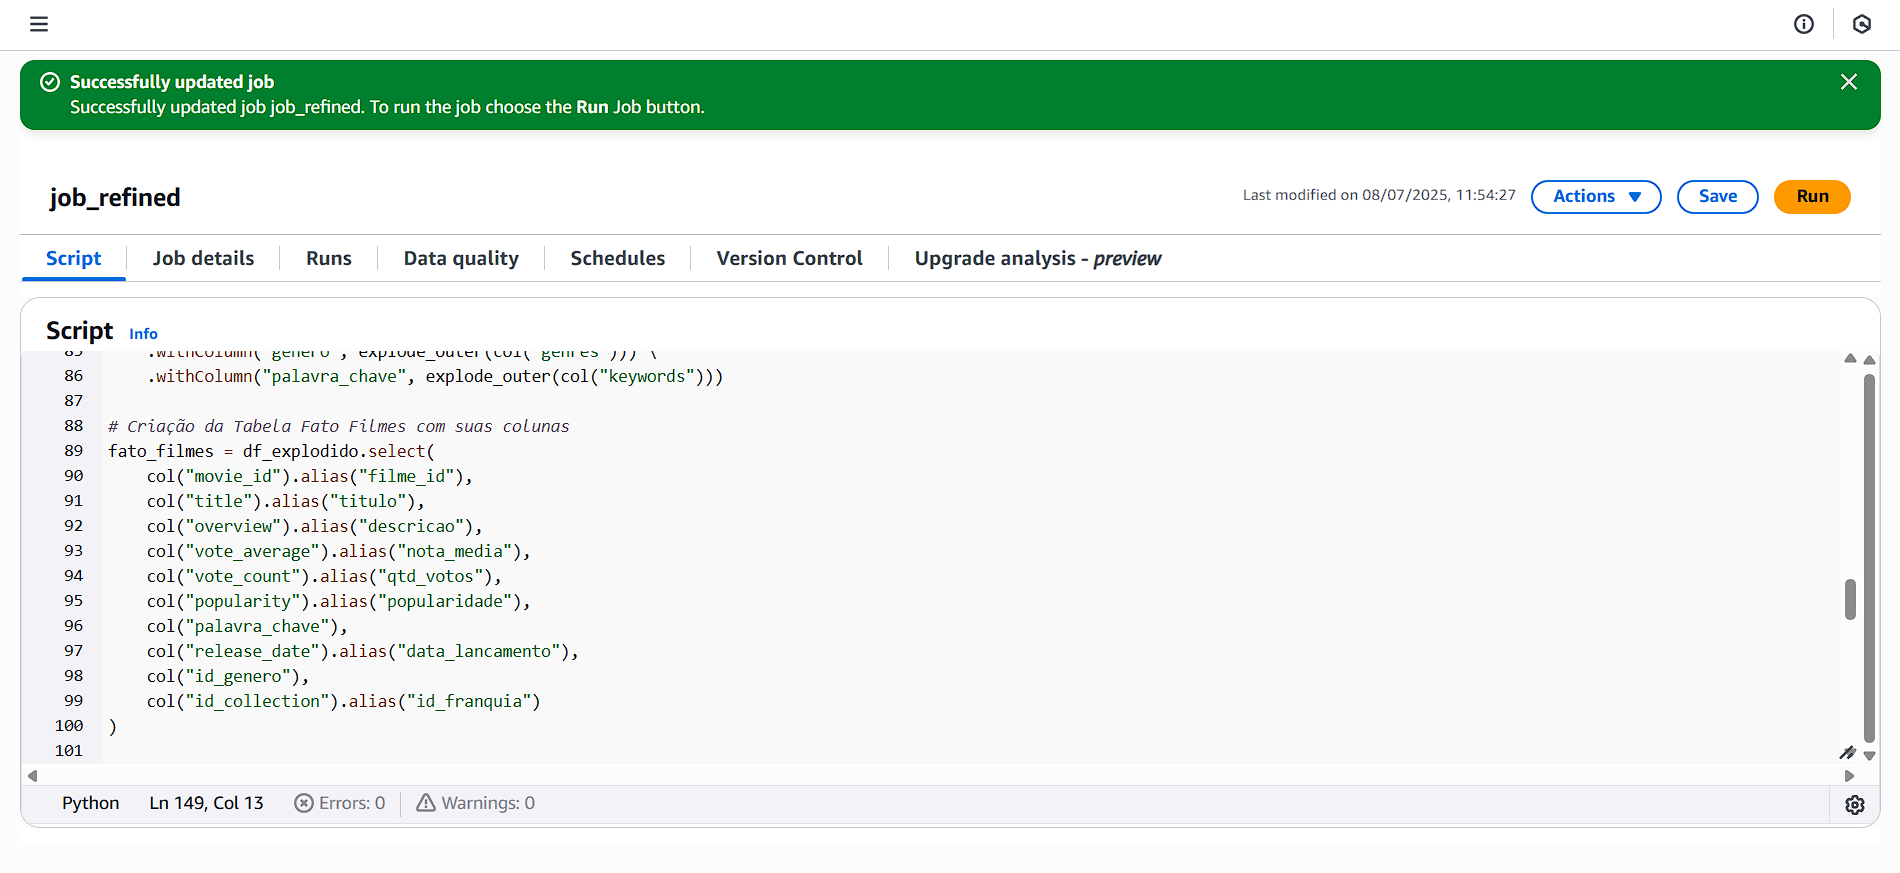 Successfully updated job
Successfully updated job job_refined. To run the job choose the Run Job button.
job_refined
Last modified on 08/07/2025, 11:54:27
Actions
Save
Run
Script
Job details
Runs
Data quality
Schedules
Version Control
Upgrade analysis - preview
Script
Info
85     .withColumn("genero", explode_outer(col("genres"))) \
86     .withColumn("palavra_chave", explode_outer(col("keywords")))
87
88 # Criação da Tabela Fato Filmes com suas colunas
89 fato_filmes = df_explodido.select(
90     col("movie_id").alias("filme_id"),
91     col("title").alias("titulo"),
92     col("overview").alias("descricao"),
93     col("vote_average").alias("nota_media"),
94     col("vote_count").alias("qtd_votos"),
95     col("popularity").alias("popularidade"),
96     col("palavra_chave"),
97     col("release_date").alias("data_lancamento"),
98     col("id_genero"),
99     col("id_collection").alias("id_franquia")
100 )
101
Python
Ln 149, Col 13
Errors: 0
Warnings: 0